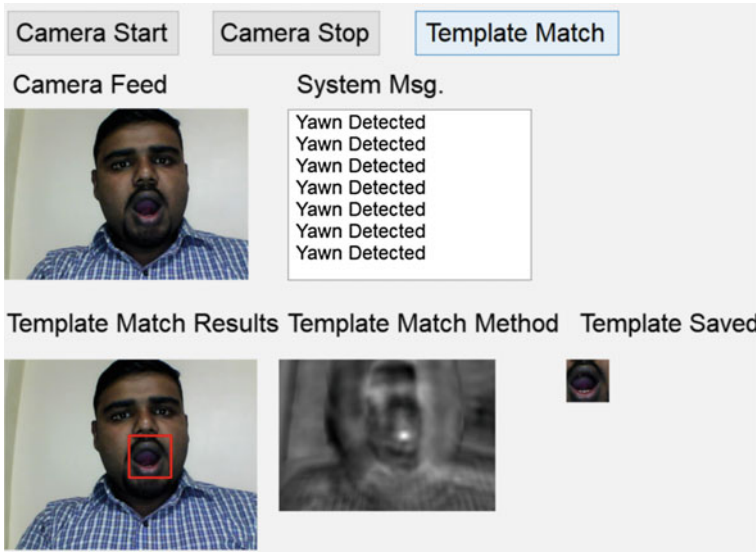 Camera Start Camera Stop Template Match
Camera Feed System Msg.
Yawn Detected
Yawn Detected
Yawn Detected
Yawn Detected
Yawn Detected
Yawn Detected
Yawn Detected
Template Match Results Template Match Method Template Saved